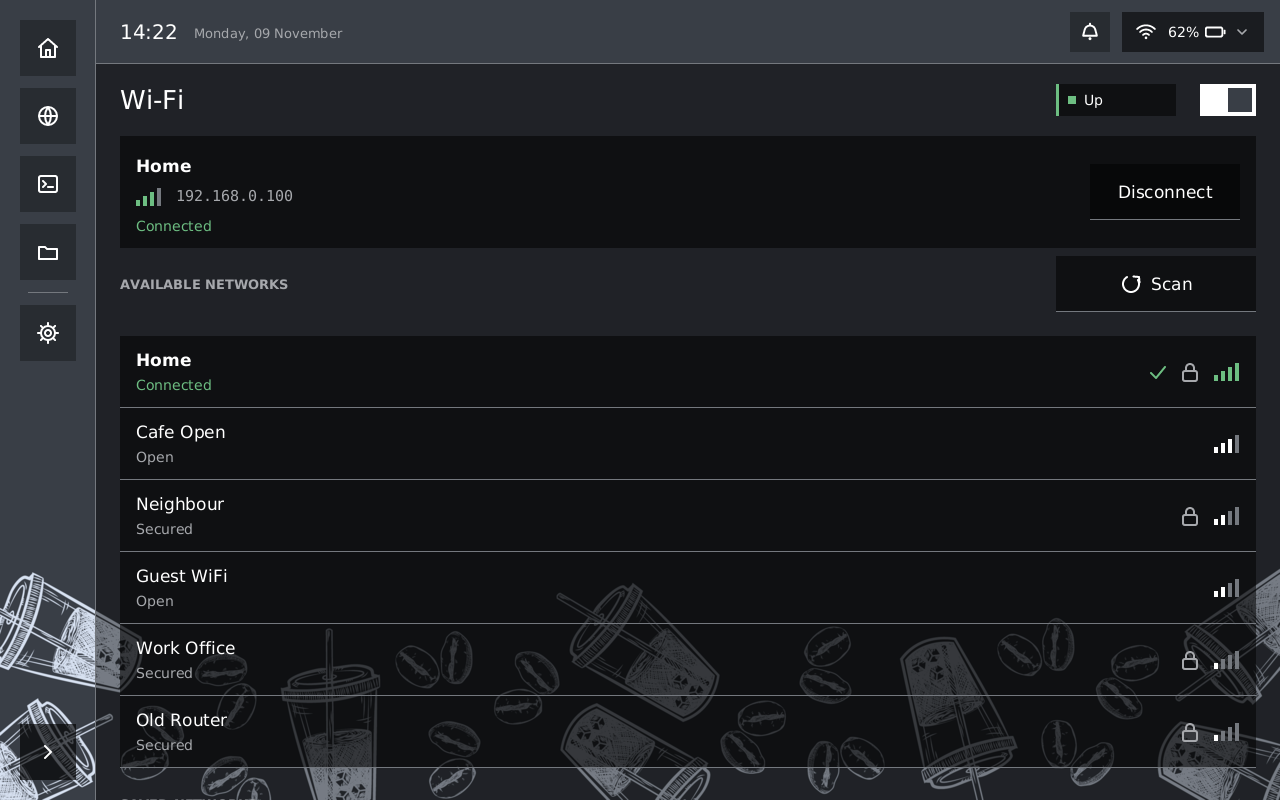 14:22 Monday, 09 November 62%
Wi-Fi Up
Home
192.168.0.100
Connected
Disconnect
AVAILABLE NETWORKS Scan
Home
Connected
Cafe Open
Open
Neighbour
Secured
Guest WiFi
Open
Work Office
Secured
Old Router
Secured